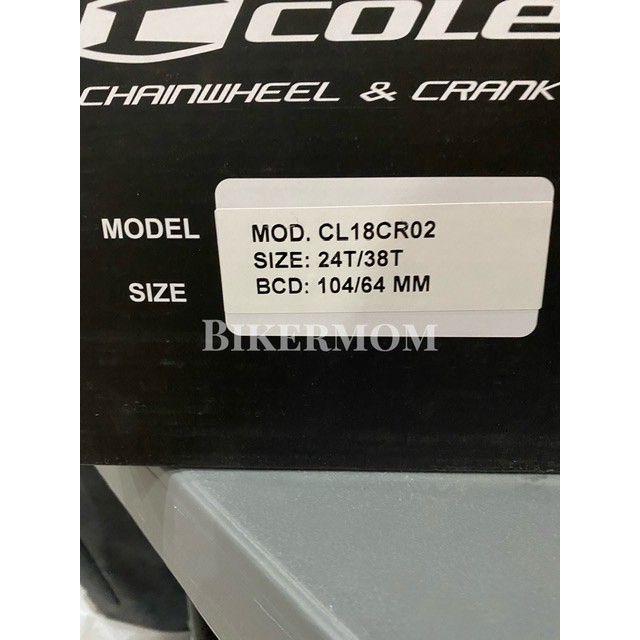 COLE
CHAINWHEEL & CRANK
MODEL
SIZE
MOD. CL18CR02
SIZE: 24T/38T
BCD: 104/64 MM
BIKERMOM